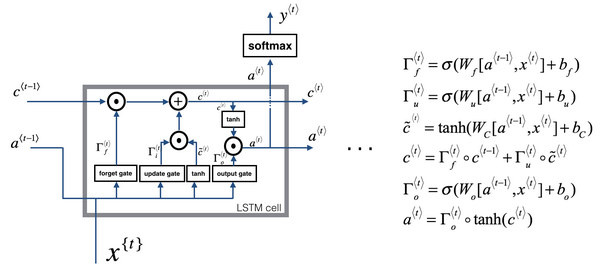 y⟨t⟩
softmax
a⟨t⟩
c⟨t-1⟩
c⟨t⟩
c⟨t⟩
c⟨t⟩
tanh
a⟨t-1⟩
Γf⟨t⟩
Γi⟨t⟩
c̃⟨t⟩
Γo⟨t⟩
a⟨t⟩
a⟨t⟩
forget gate
update gate
tanh
output gate
LSTM cell
x{t}
...
Γf⟨t⟩ = σ(Wf[a⟨t-1⟩, x⟨t⟩] + bf)
Γu⟨t⟩ = σ(Wu[a⟨t-1⟩, x⟨t⟩] + bu)
c̃⟨t⟩ = tanh(WC[a⟨t-1⟩, x⟨t⟩] + bC)
c⟨t⟩ = Γf⟨t⟩ ∘ c⟨t-1⟩ + Γu⟨t⟩ ∘ c̃⟨t⟩
Γo⟨t⟩ = σ(Wo[a⟨t-1⟩, x⟨t⟩] + bo)
a⟨t⟩ = Γo⟨t⟩ ∘ tanh(c⟨t⟩)